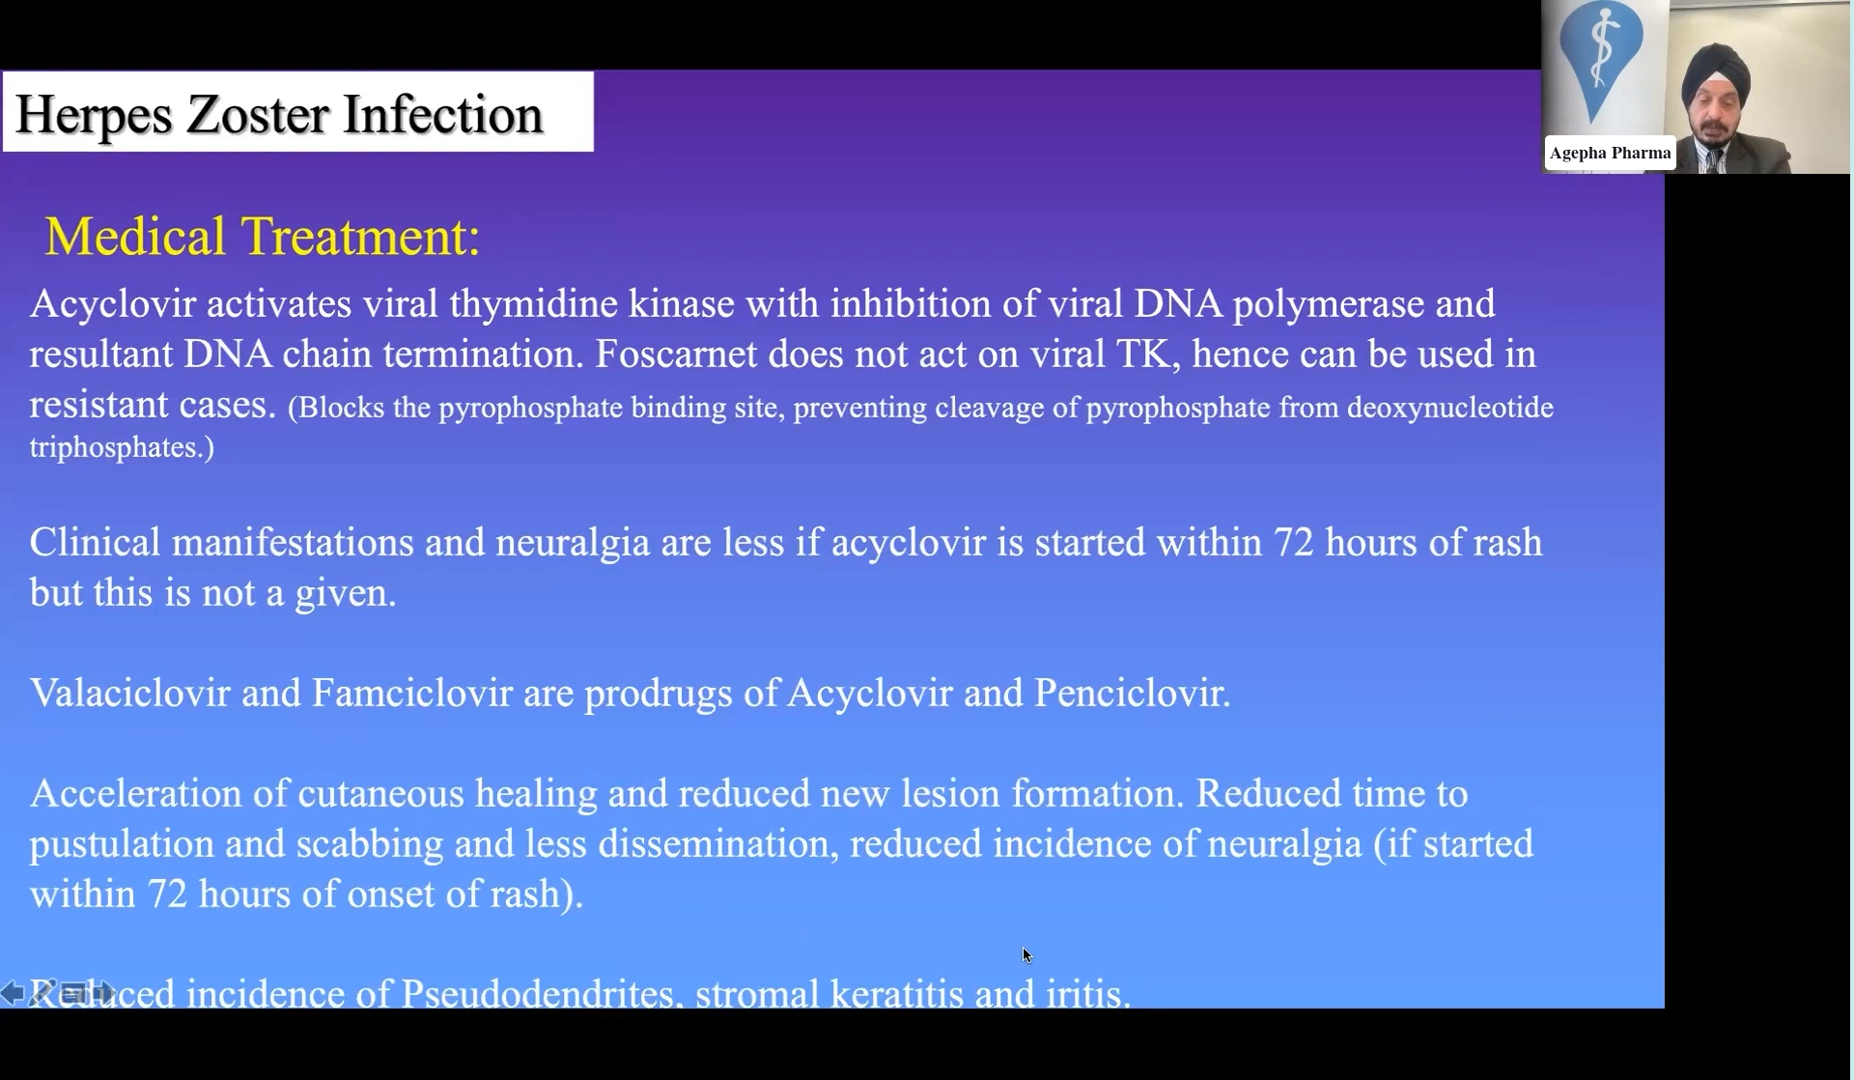 Herpes Zoster Infection
Agepha Pharma
Medical Treatment:
Acyclovir activates viral thymidine kinase with inhibition of viral DNA polymerase and
resultant DNA chain termination. Foscarnet does not act on viral TK, hence can be used in
resistant cases. (Blocks the pyrophosphate binding site, preventing cleavage of pyrophosphate from deoxynucleotide
triphosphates.)
Clinical manifestations and neuralgia are less if acyclovir is started within 72 hours of rash
but this is not a given.
Valaciclovir and Famciclovir are prodrugs of Acyclovir and Penciclovir.
Acceleration of cutaneous healing and reduced new lesion formation. Reduced time to
pustulation and scabbing and less dissemination, reduced incidence of neuralgia (if started
within 72 hours of onset of rash).
Reduced incidence of Pseudodendrites, stromal keratitis and iritis.